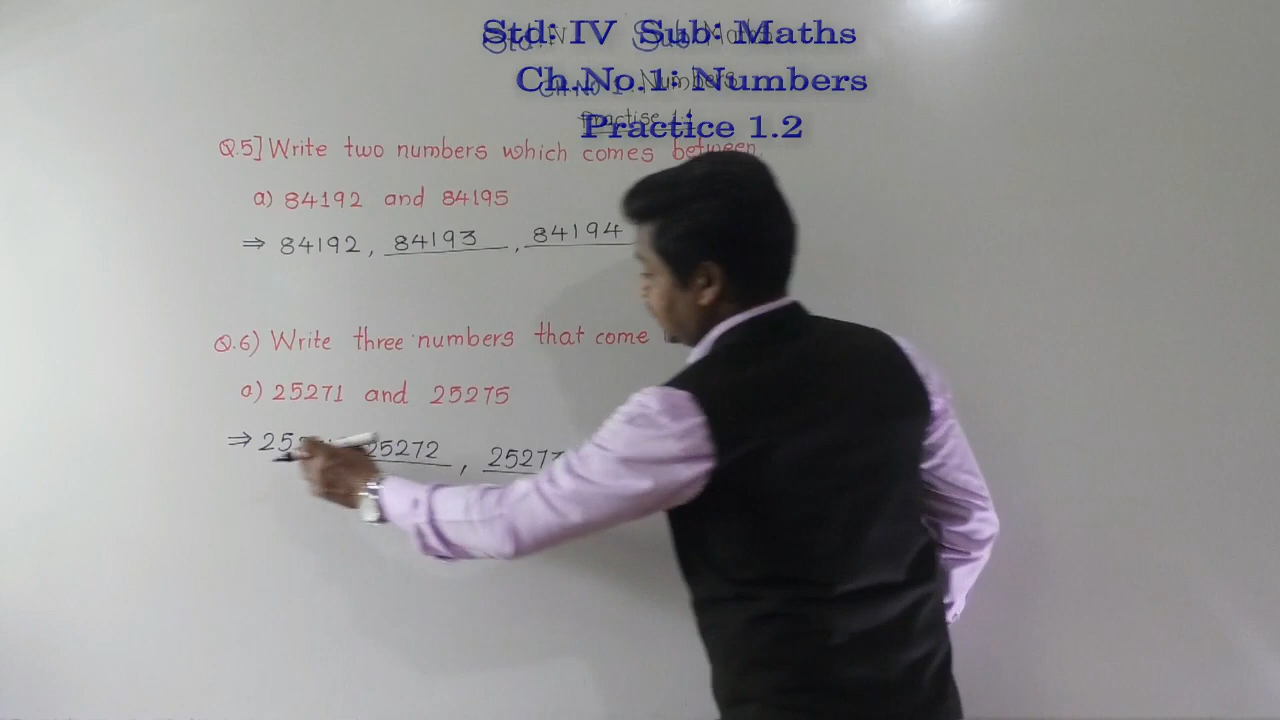 Std: IV Sub: Maths
Ch.No.1: Numbers
Practice 1.2
Q.5] Write two numbers which comes between.
a) 84192 and 84195
⇒ 84192, 84193, 84194
Q.6) Write three numbers that come
a) 25271 and 25275
⇒ 25272, 2527